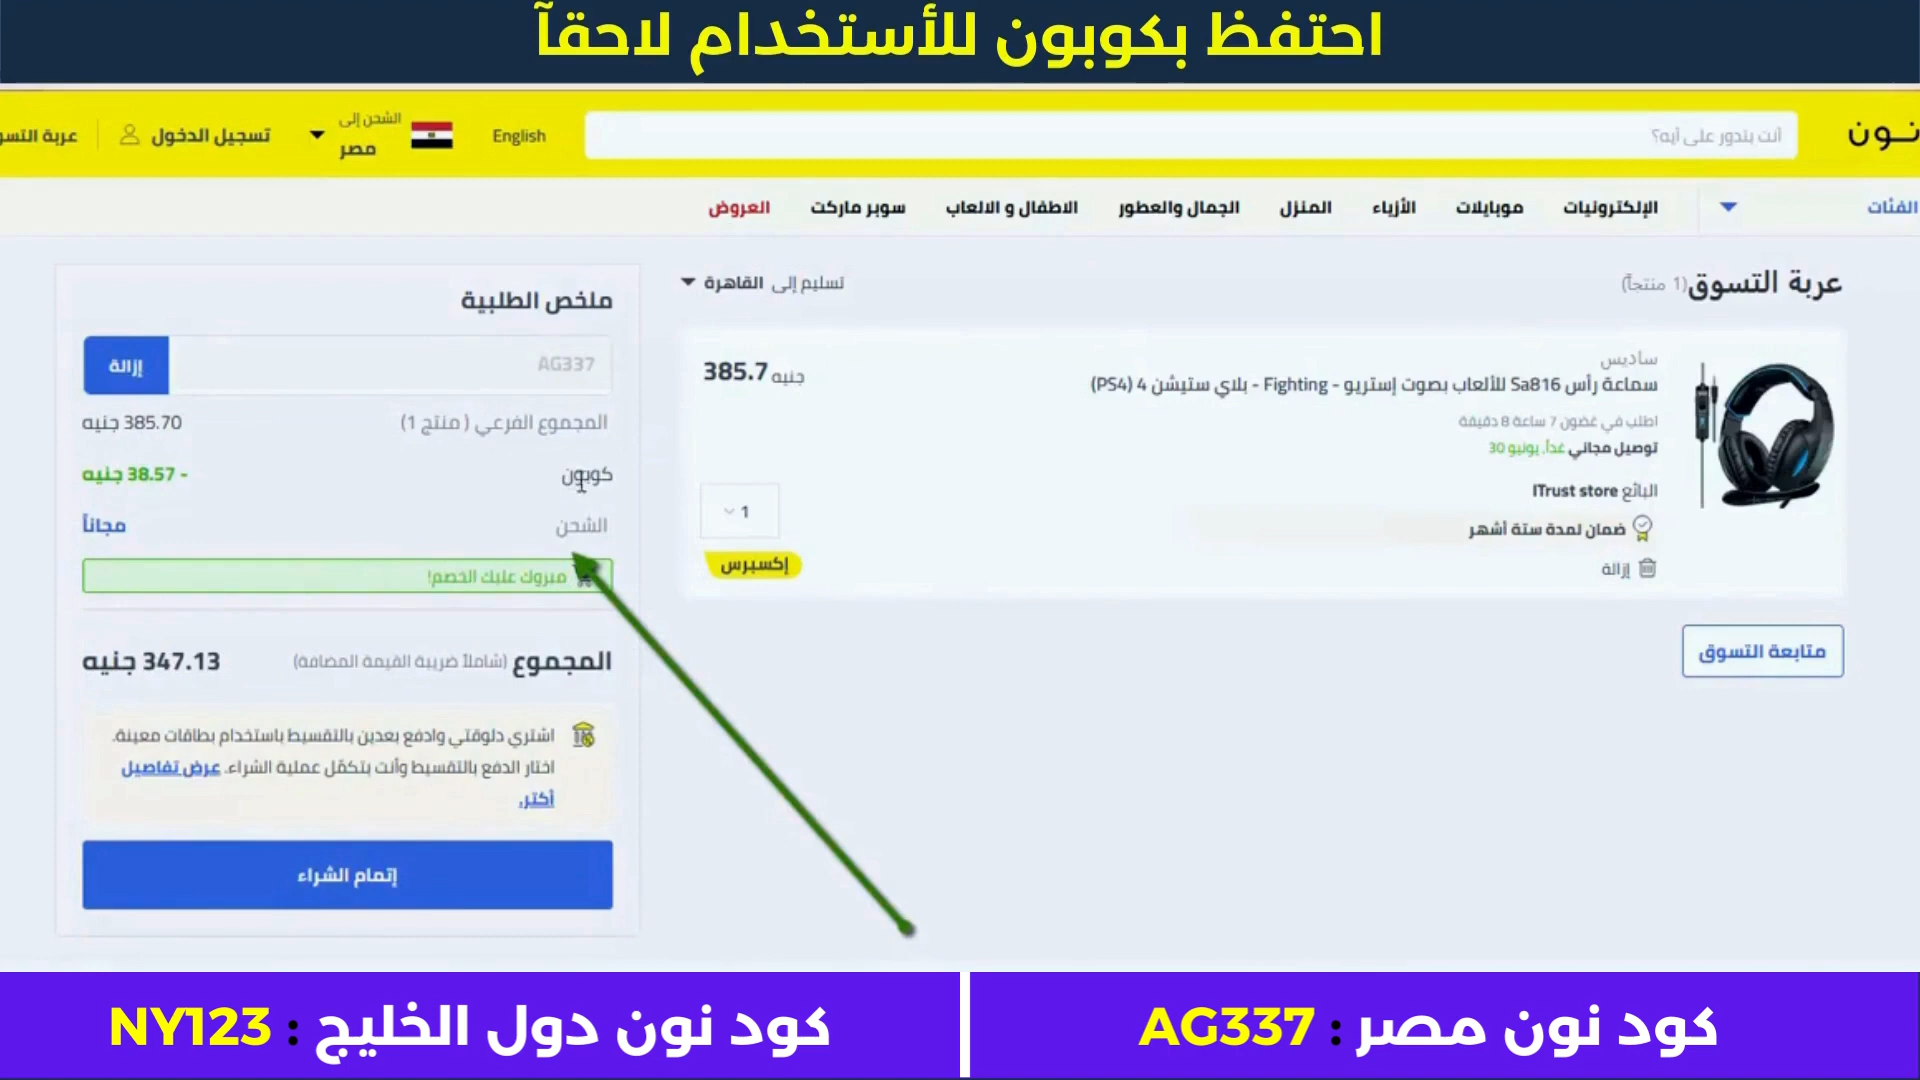 احتفظ بكوبون للأستخدام لاحقآ
نون
أنت بتدور على أيه؟
English
الشحن إلى
مصر
تسجيل الدخول
الفئات
الإلكترونيات
موبايلات
الأزياء
المنزل
الجمال والعطور
الاطفال و الالعاب
سوبر ماركت
العروض
عربة التسوق (1 منتجاً)
تسليم إلى القاهرة
ساديس
سماعة رأس Sa816 للألعاب بصوت إستريو - Fighting - بلاي ستيشن 4 (PS4)
385.7 جنيه
اطلب في غضون 7 ساعة 8 دقيقة
توصيل مجاني غداً, يونيو 30
البائع ITrust store
1
ضمان لمدة ستة أشهر
إكسبرس
إزالة
متابعة التسوق
ملخص الطلبية
AG337
إزالة
المجموع الفرعي ( منتج 1)
385.70 جنيه
كوبون
- 38.57 جنيه
الشحن
مجاناً
مبروك عليك الخصم!
المجموع (شاملاً ضريبة القيمة المضافة)
347.13 جنيه
اشتري دلوقتي وادفع بعدين بالتقسيط باستخدام بطاقات معينة.
اختار الدفع بالتقسيط وأنت بتكمّل عملية الشراء. عرض تفاصيل
أكتر.
إتمام الشراء
كود نون مصر : AG337
كود نون دول الخليج : NY123